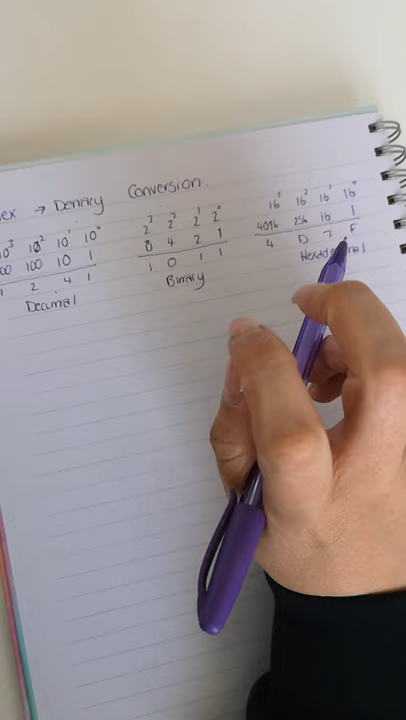 ex → Denary Conversion.
10³ 10² 10¹ 10⁰ 2³ 2² 2¹ 2⁰ 16³ 16² 16¹ 16⁰
00 100 10 1 8 4 2 1 4096 256 16 1
1 2 4 1 1 0 1 1 4 D 7 F
Decimal Binary